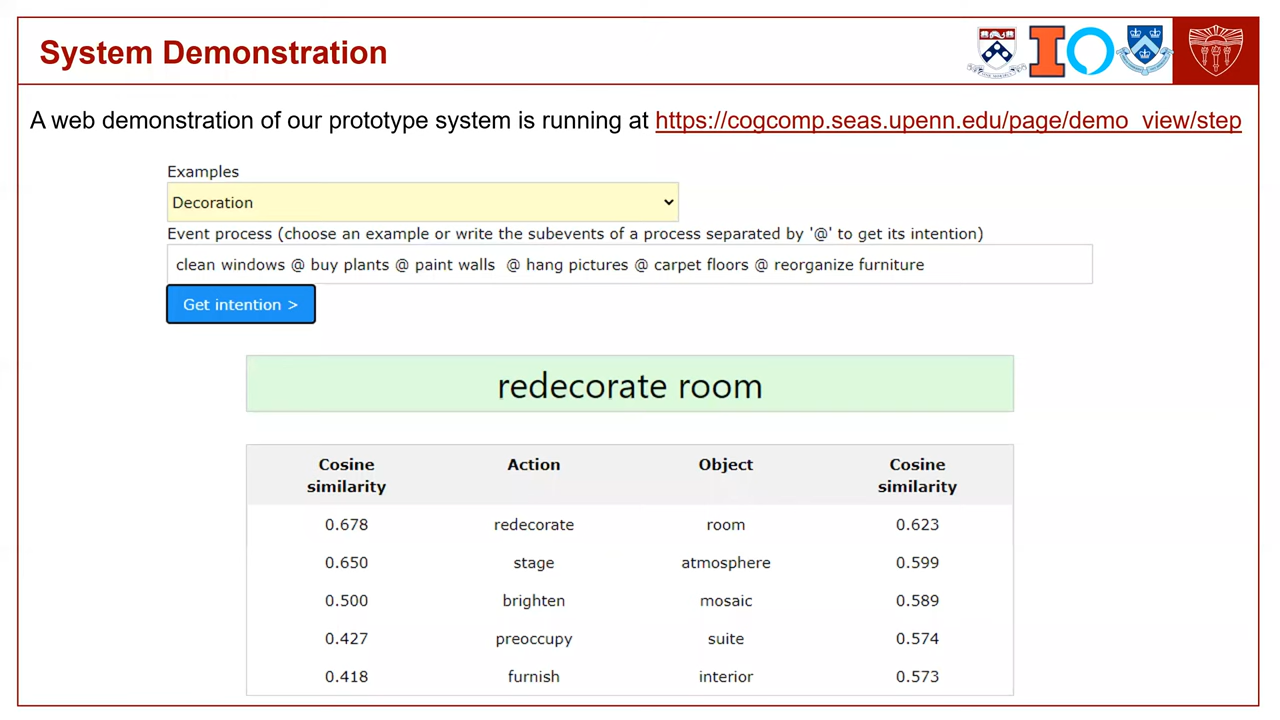 System Demonstration
A web demonstration of our prototype system is running at https://cogcomp.seas.upenn.edu/page/demo_view/step
Examples
Decoration
Event process (choose an example or write the subevents of a process separated by '@' to get its intention)
clean windows @ buy plants @ paint walls @ hang pictures @ carpet floors @ reorganize furniture
Get intention >
redecorate room
Cosine similarity Action Object Cosine similarity
0.678 redecorate room 0.623
0.650 stage atmosphere 0.599
0.500 brighten mosaic 0.589
0.427 preoccupy suite 0.574
0.418 furnish interior 0.573